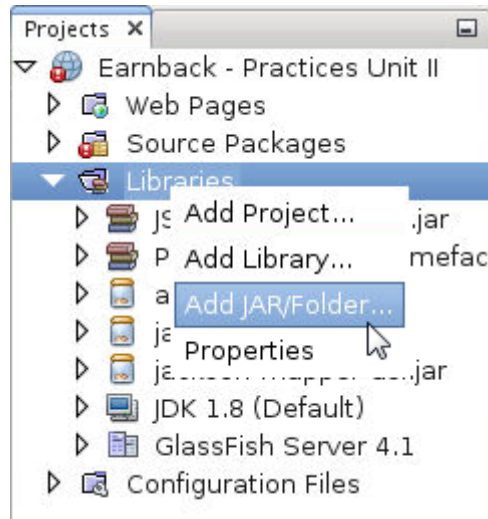 Projects
Earnback - Practices Unit II
Web Pages
Source Packages
Libraries
Add Project...
.jar
Add Library...
Add JAR/Folder...
Properties
.jar
JDK 1.8 (Default)
GlassFish Server 4.1
Configuration Files